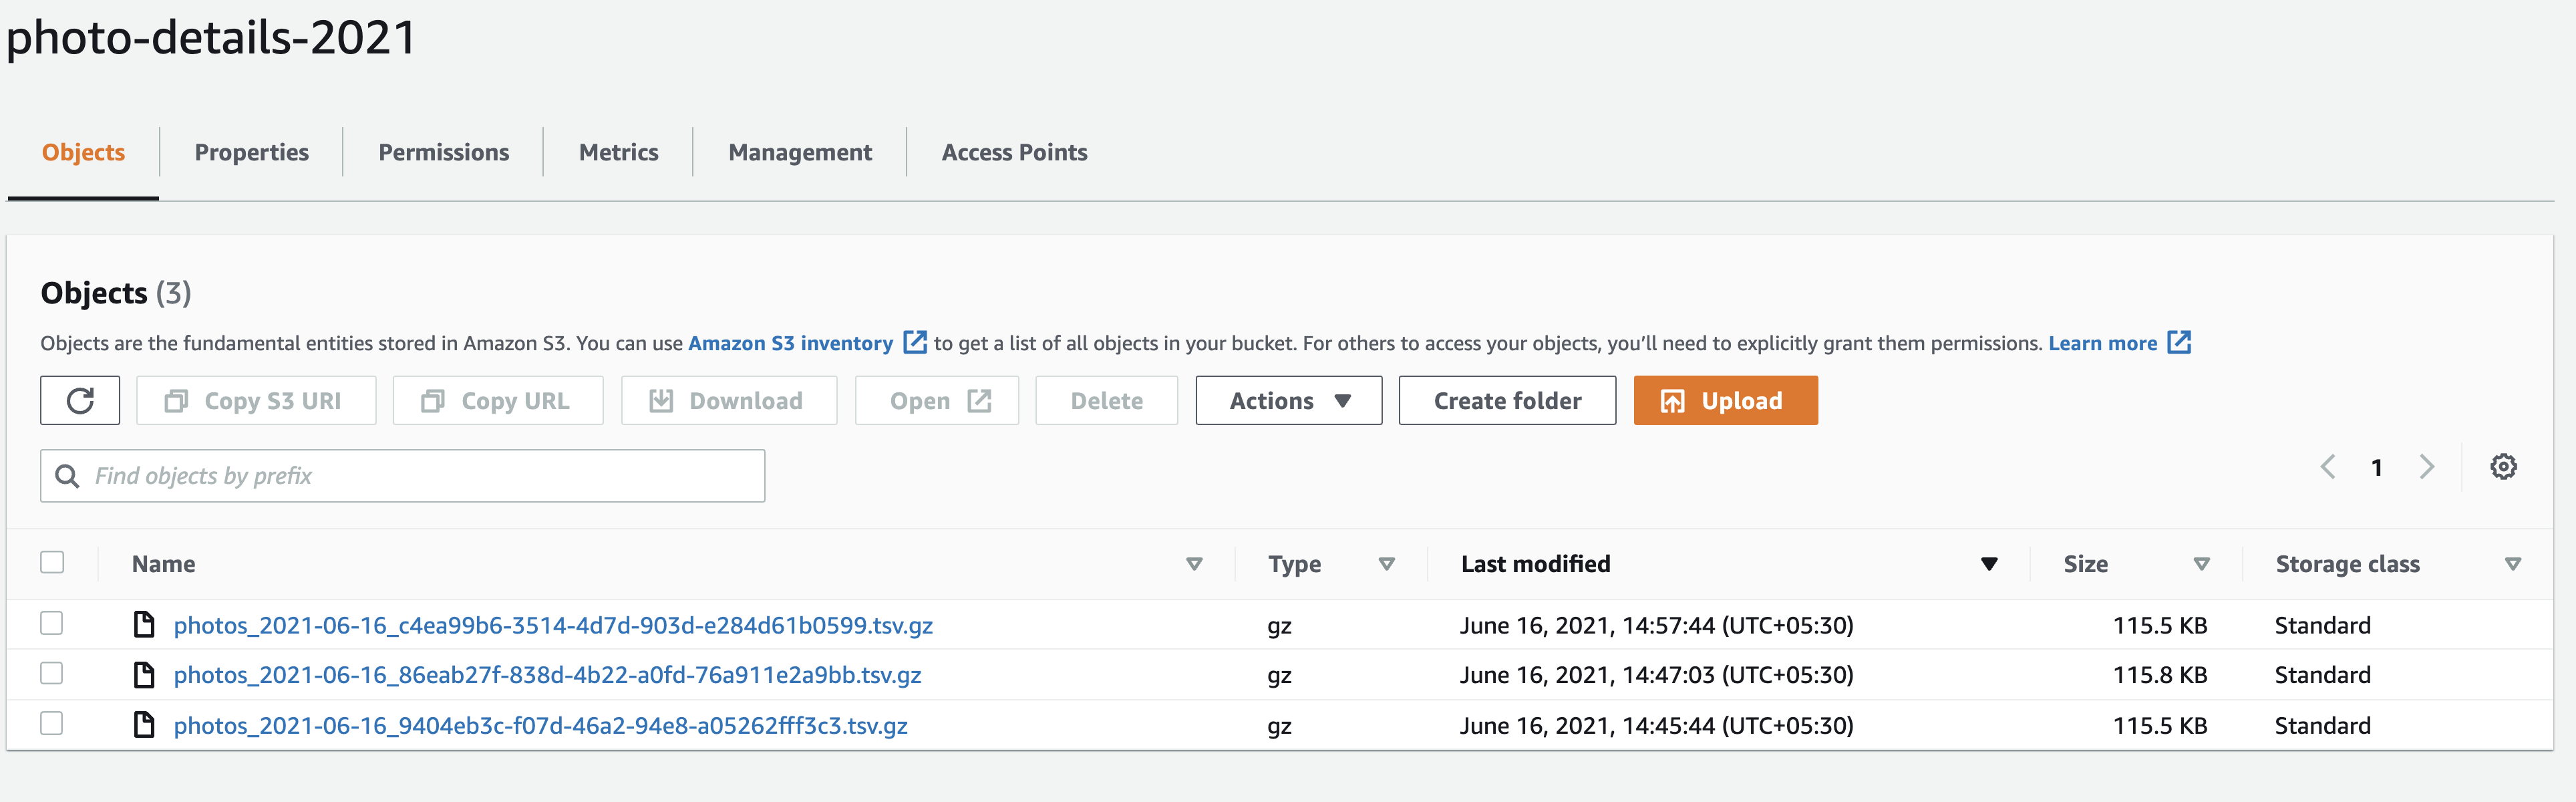 photo-details-2021
Objects Properties Permissions Metrics Management Access Points
Objects (3)
Objects are the fundamental entities stored in Amazon S3. You can use Amazon S3 inventory to get a list of all objects in your bucket. For others to access your objects, you’ll need to explicitly grant them permissions. Learn more
Copy S3 URI Copy URL Download Open Delete Actions Create folder Upload
Find objects by prefix 1
Name Type Last modified Size Storage class
photos_2021-06-16_c4ea99b6-3514-4d7d-903d-e284d61b0599.tsv.gz gz June 16, 2021, 14:57:44 (UTC+05:30) 115.5 KB Standard
photos_2021-06-16_86eab27f-838d-4b22-a0fd-76a911e2a9bb.tsv.gz gz June 16, 2021, 14:47:03 (UTC+05:30) 115.8 KB Standard
photos_2021-06-16_9404eb3c-f07d-46a2-94e8-a05262fff3c3.tsv.gz gz June 16, 2021, 14:45:44 (UTC+05:30) 115.5 KB Standard